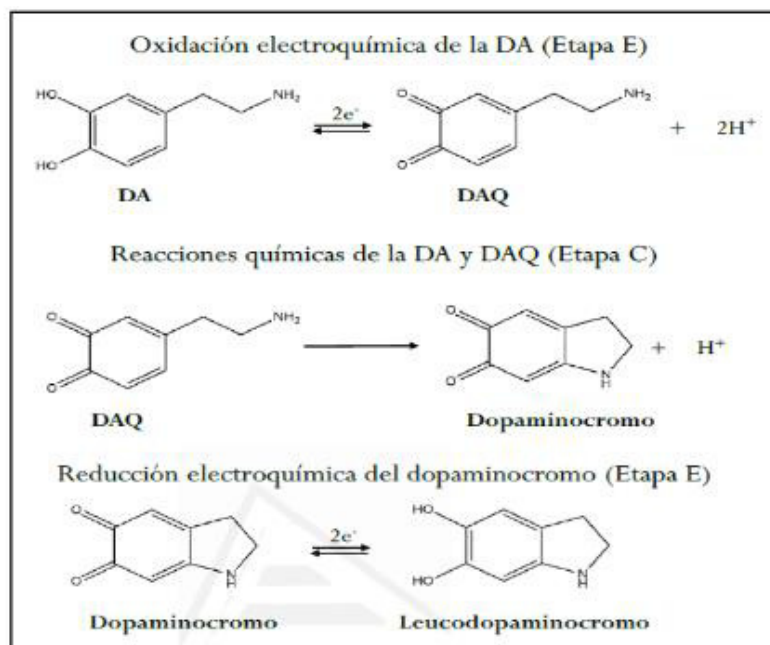 Oxidación electroquímica de la DA (Etapa E)
HO
HO
NH2
2e-
O
O
NH2
+ 2H+
DA
DAQ
Reacciones químicas de la DA y DAQ (Etapa C)
O
O
NH2
O
O
N
H
+ H+
DAQ
Dopaminocromo
Reducción electroquímica del dopaminocromo (Etapa E)
O
O
N
H
2e-
HO
HO
N
H
Dopaminocromo
Leucodopaminocromo